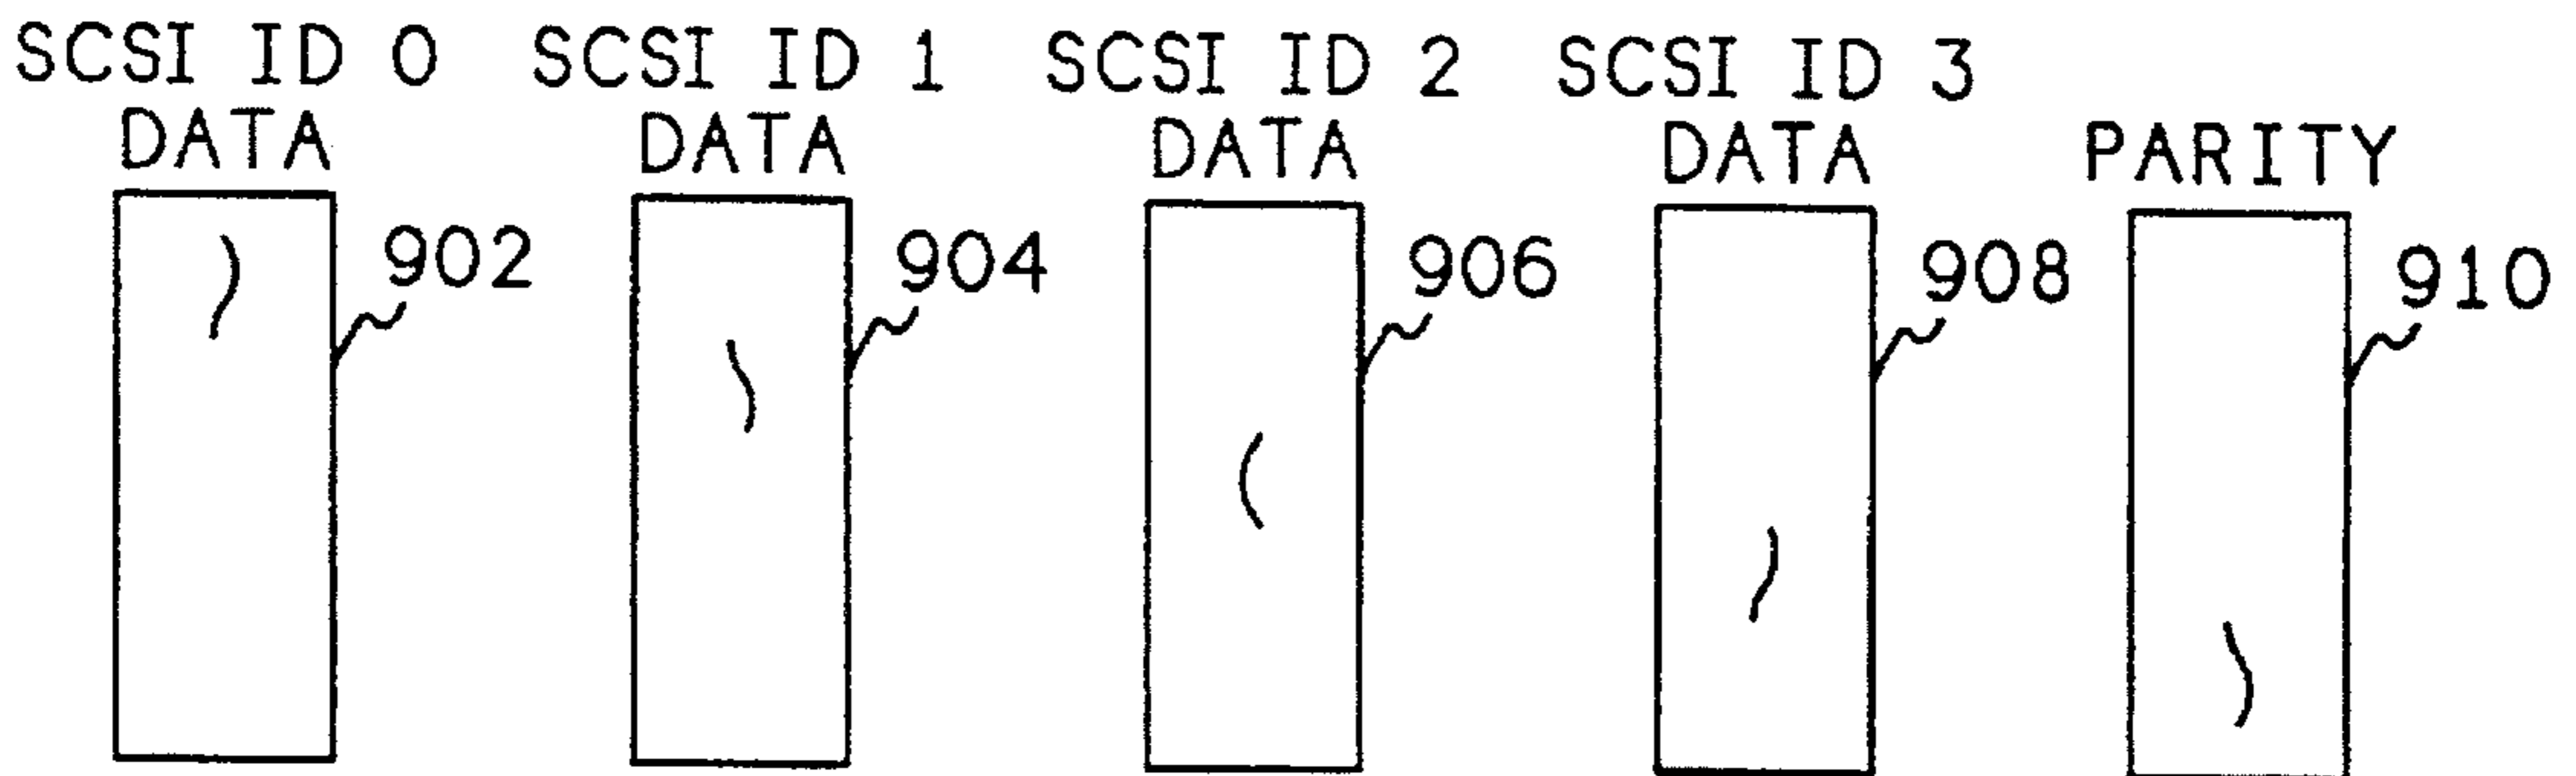 SCSI ID 0 SCSI ID 1 SCSI ID 2 SCSI ID 3
DATA DATA DATA DATA PARITY
902 904 906 908 910